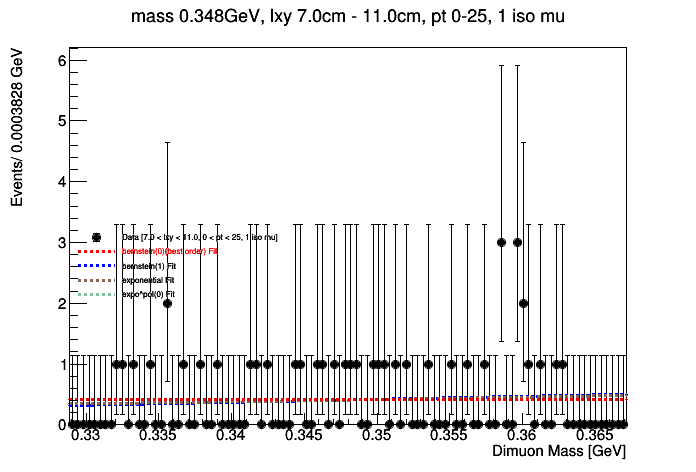 mass 0.348GeV, lxy 7.0cm - 11.0cm, pt 0-25, 1 iso mu
Events/ 0.0003828 GeV
6
5
4
3
2
1
0
Data [7.0 < lxy < 11.0, 0 < pt < 25, 1 iso mu]
bernstein(0)(best order) Fit
bernstein(1) Fit
exponential Fit
expo*pol(0) Fit
0.33 0.335 0.34 0.345 0.35 0.355 0.36 0.365
Dimuon Mass [GeV]